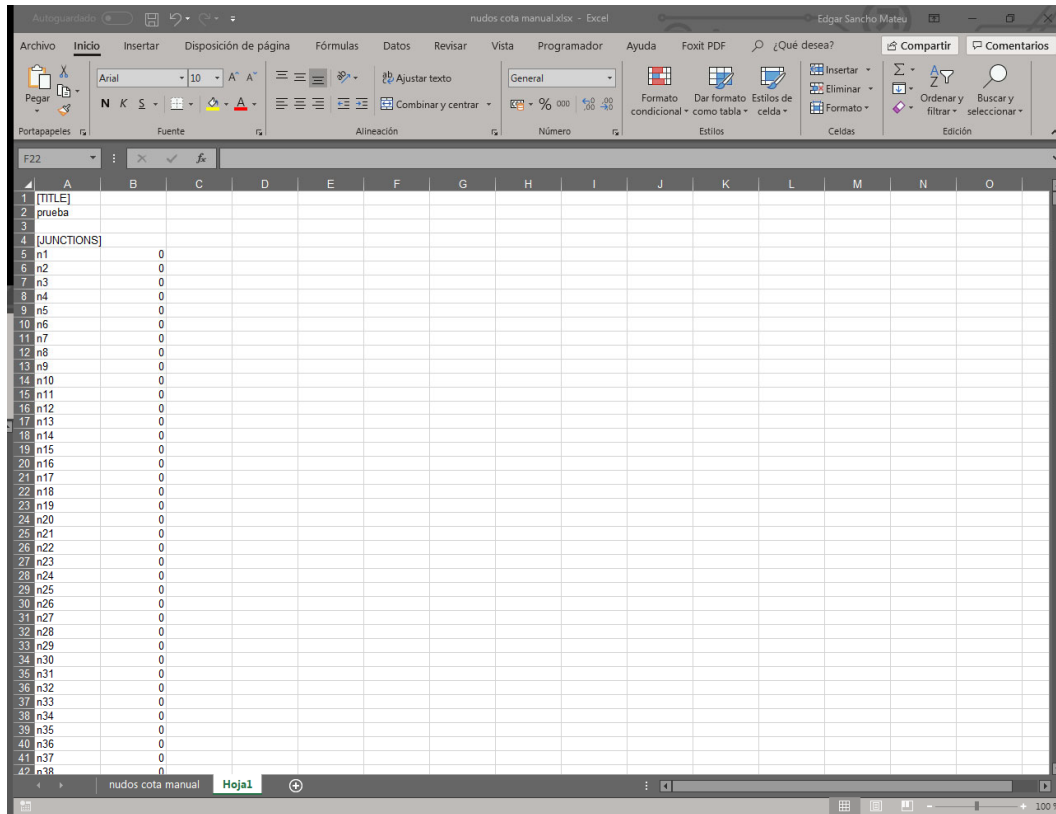 Autoguardado
nudos cota manual.xlsx - Excel
Edgar Sancho Mateu
Archivo Inicio Insertar Disposición de página Fórmulas Datos Revisar Vista Programador Ayuda Foxit PDF ¿Qué desea? Compartir Comentarios
Pegar
Arial 10 A A
N K S A
ab Ajustar texto
Combinar y centrar
General
% 000
Formato condicional
Dar formato como tabla
Estilos de celda
Insertar
Eliminar
Formato
Ordenar y filtrar
Buscar y seleccionar
Portapapeles Fuente Alineación Número Estilos Celdas Edición
F22 fx
A B C D E F G H I J K L M N O
1 [TITLE]
2 prueba
3
4 [JUNCTIONS]
5 n1 0
6 n2 0
7 n3 0
8 n4 0
9 n5 0
10 n6 0
11 n7 0
12 n8 0
13 n9 0
14 n10 0
15 n11 0
16 n12 0
17 n13 0
18 n14 0
19 n15 0
20 n16 0
21 n17 0
22 n18 0
23 n19 0
24 n20 0
25 n21 0
26 n22 0
27 n23 0
28 n24 0
29 n25 0
30 n26 0
31 n27 0
32 n28 0
33 n29 0
34 n30 0
35 n31 0
36 n32 0
37 n33 0
38 n34 0
39 n35 0
40 n36 0
41 n37 0
42 n38 0
nudos cota manual Hoja1
100 %